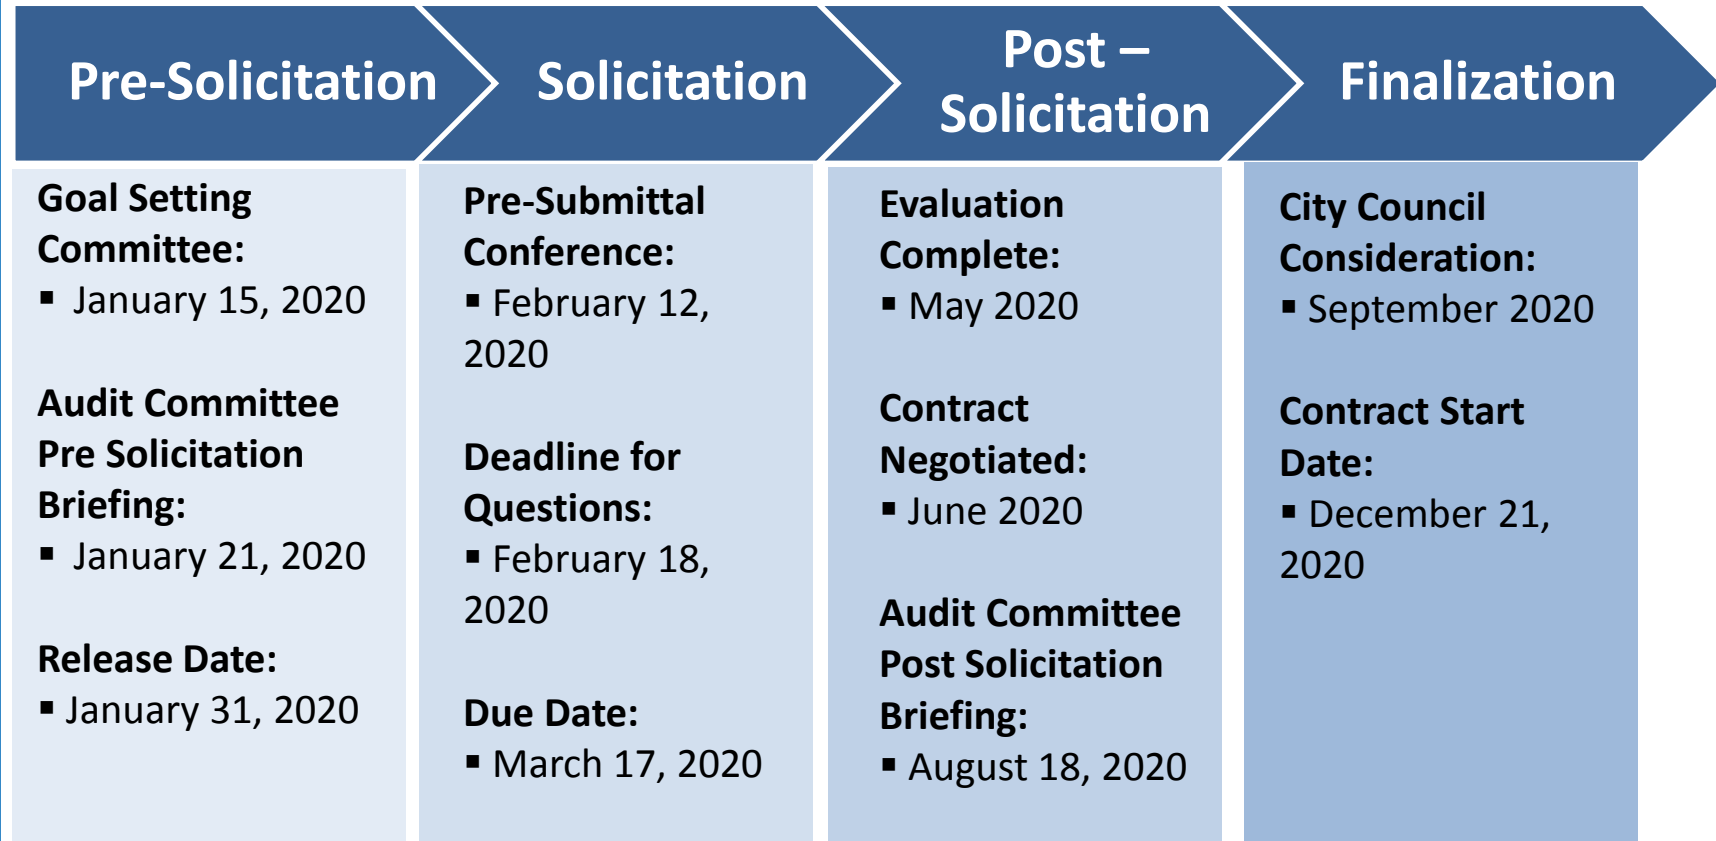 Pre-Solicitation
Solicitation
Post –
Solicitation
Finalization
Goal Setting
Committee:
▪ January 15, 2020
Audit Committee
Pre Solicitation
Briefing:
▪ January 21, 2020
Release Date:
▪ January 31, 2020
Pre-Submittal
Conference:
▪ February 12,
2020
Deadline for
Questions:
▪ February 18,
2020
Due Date:
▪ March 17, 2020
Evaluation
Complete:
▪ May 2020
Contract
Negotiated:
▪ June 2020
Audit Committee
Post Solicitation
Briefing:
▪ August 18, 2020
City Council
Consideration:
▪ September 2020
Contract Start
Date:
▪ December 21,
2020